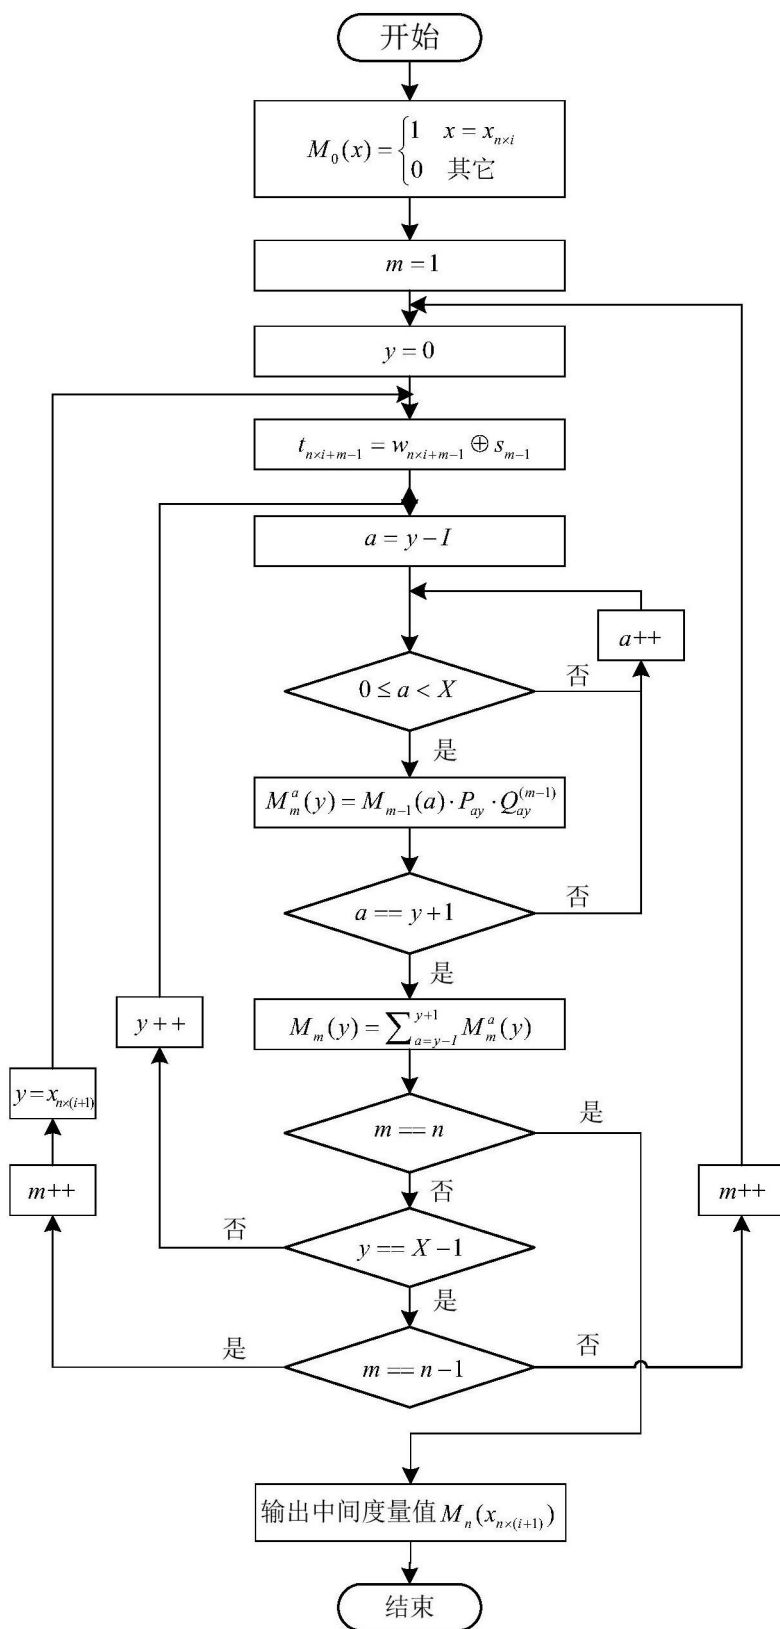 开始
M_0(x) = { 1 x = x_{n×i}
0 其它
m = 1
y = 0
t_{n×i+m-1} = w_{n×i+m-1} ⊕ s_{m-1}
a = y − I
a++
0 ≤ a < X
否
是
M_m^a(y) = M_{m-1}(a) · P_{ay} · Q_{ay}^{(m-1)}
a == y+1
否
是
y++
M_m(y) = ∑_{a=y-I}^{y+1} M_m^a(y)
y = x_{n×(i+1)}
m == n
是
m++
否
m++
否
y == X −1
是
是
m == n −1
否
输出中间度量值 M_n(x_{n×(i+1)})
结束